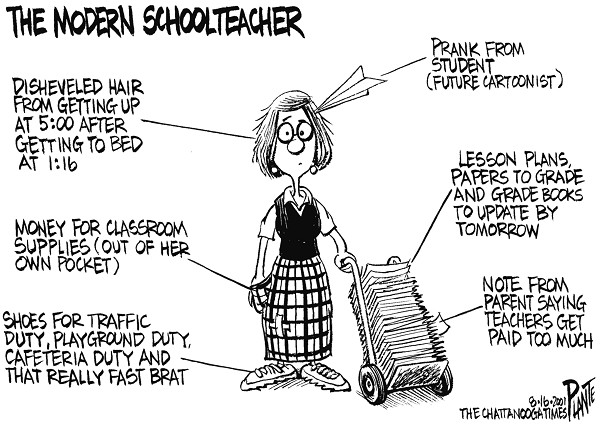 THE MODERN SCHOOLTEACHER
DISHEVELED HAIR
FROM GETTING UP
AT 5:00 AFTER
GETTING TO BED
AT 1:16
MONEY FOR CLASSROOM
SUPPLIES (OUT OF HER
OWN POCKET)
SHOES FOR TRAFFIC
DUTY, PLAYGROUND DUTY,
CAFETERIA DUTY AND
THAT REALLY FAST BRAT
PRANK FROM
STUDENT
(FUTURE CARTOONIST)
LESSON PLANS,
PAPERS TO GRADE
AND GRADE BOOKS
TO UPDATE BY
TOMORROW
NOTE FROM
PARENT SAYING
TEACHERS GET
PAID TOO MUCH
8·16·2001
THE CHATTANOOGA TIMES
PLANTE